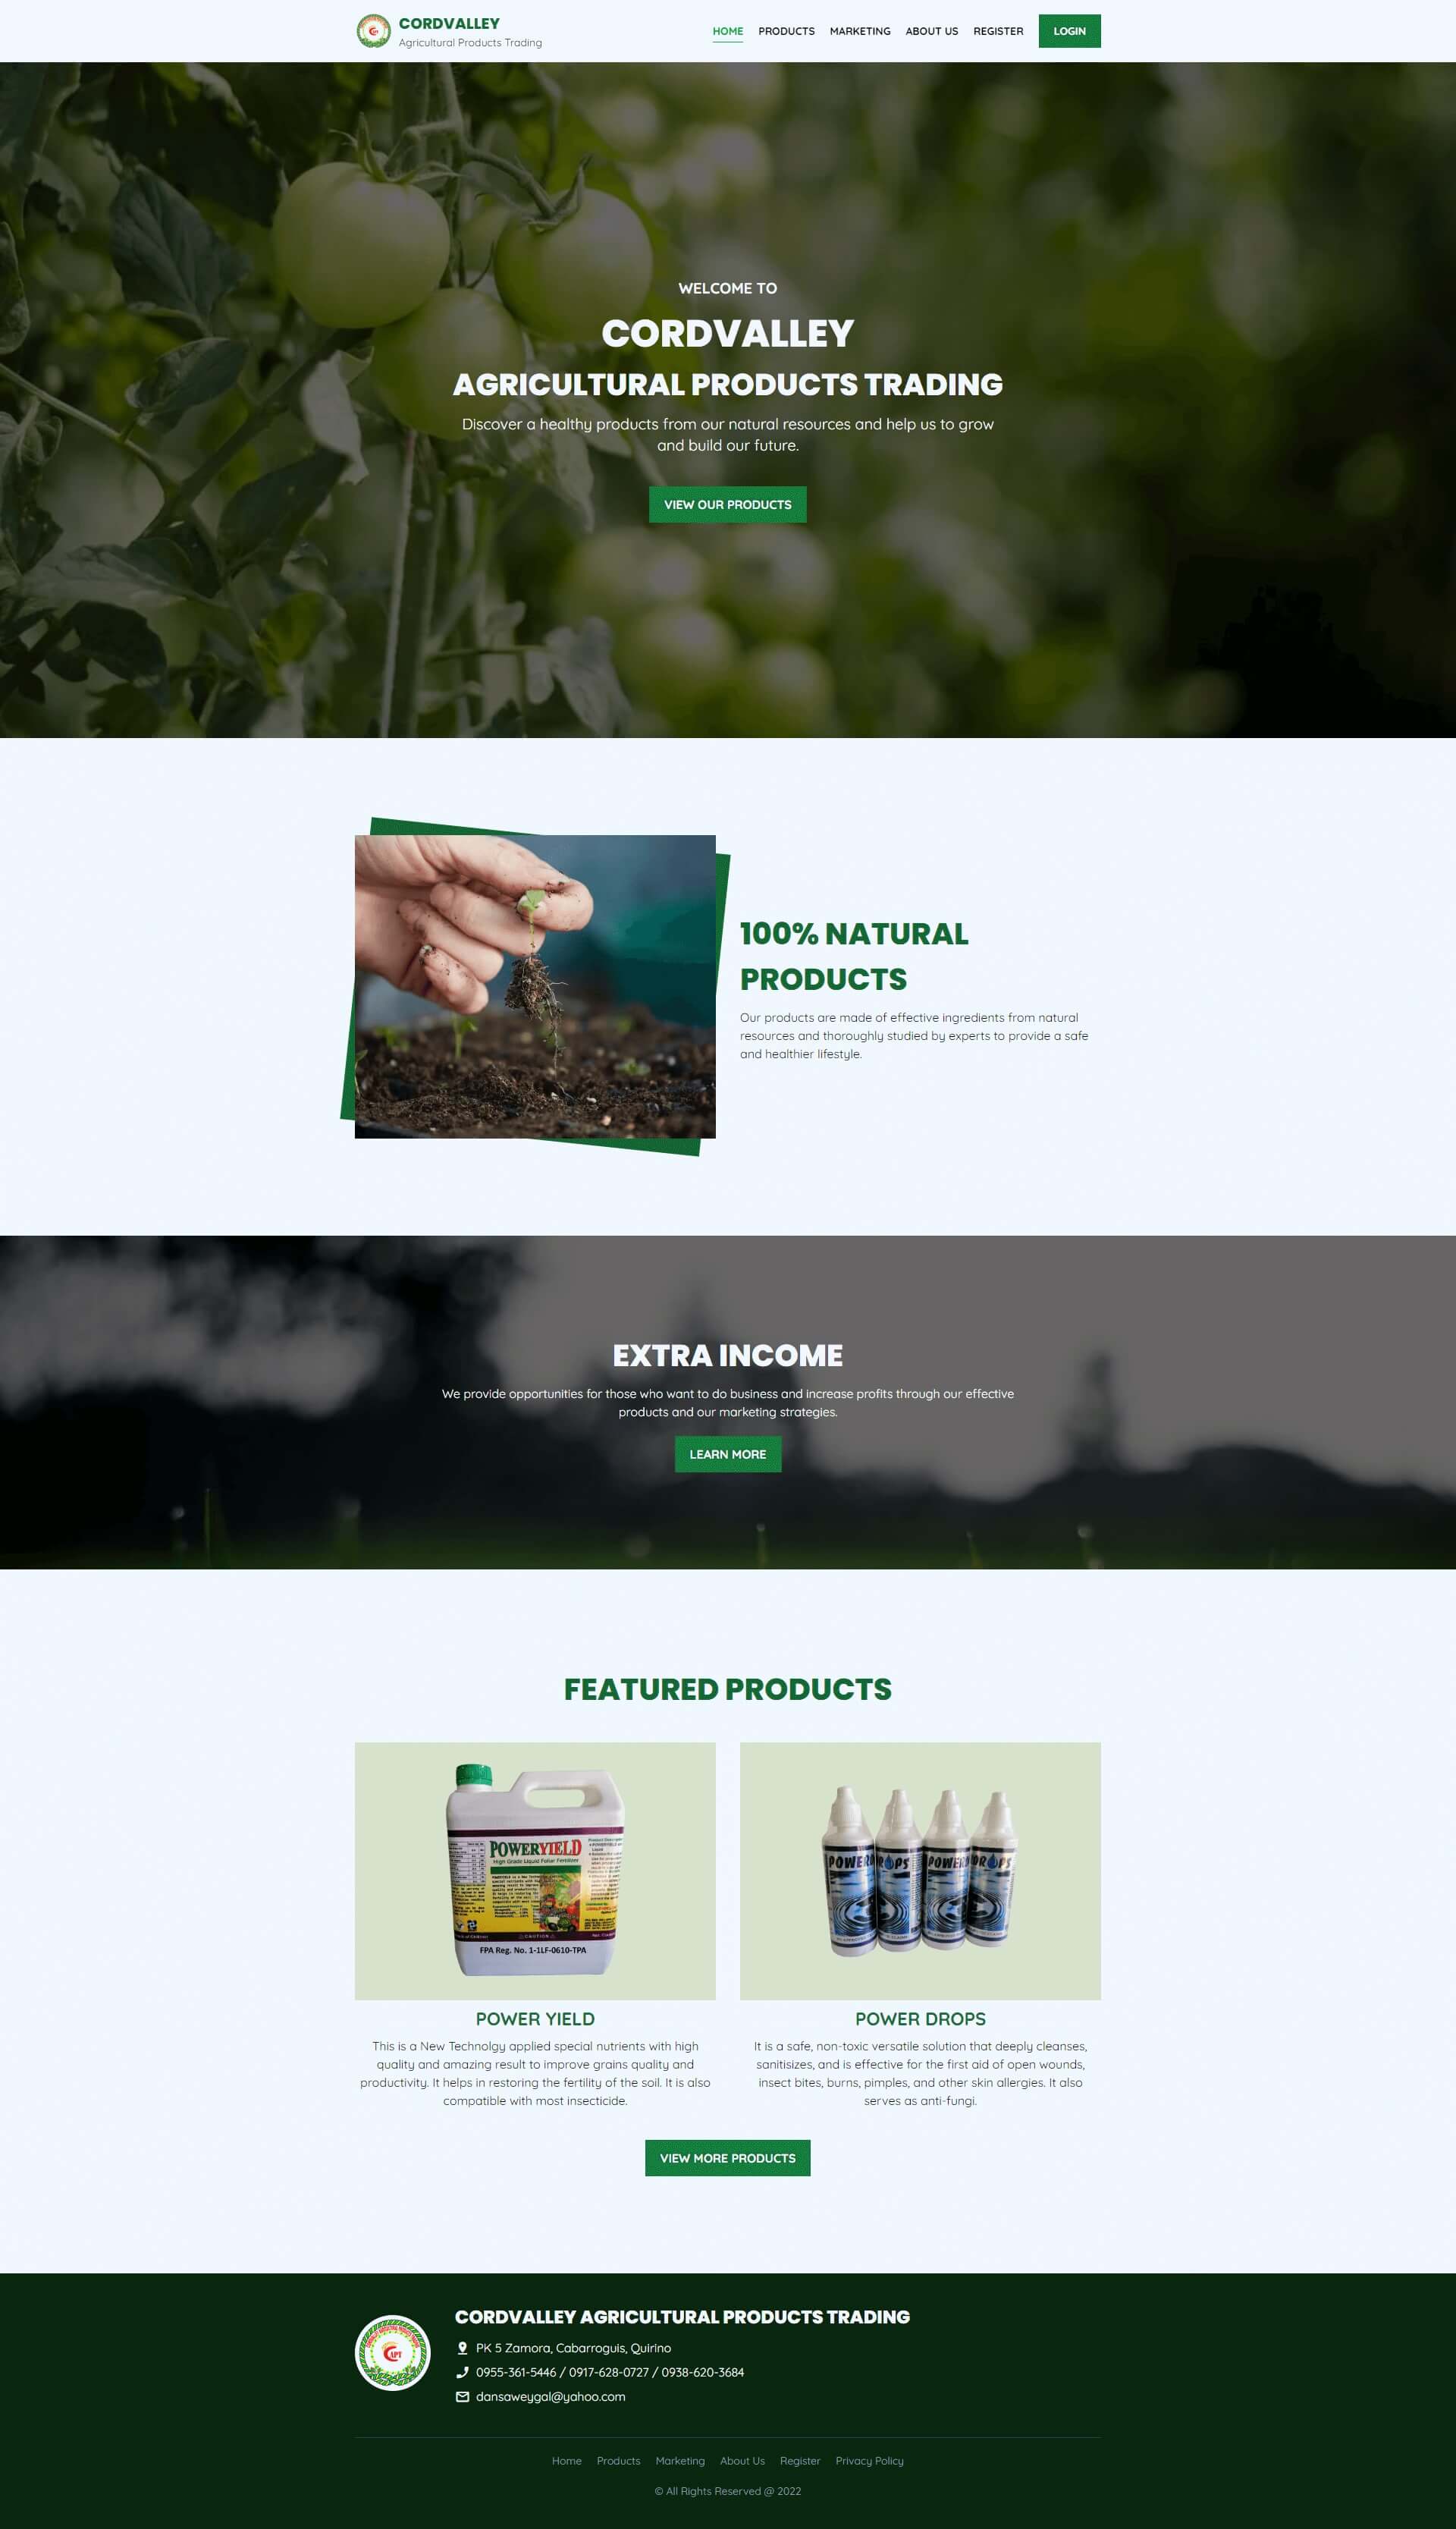 CORDVALLEY
Agricultural Products Trading
HOME PRODUCTS MARKETING ABOUT US REGISTER LOGIN
WELCOME TO
CORDVALLEY
AGRICULTURAL PRODUCTS TRADING
Discover a healthy products from our natural resources and help us to grow
and build our future.
VIEW OUR PRODUCTS
100% NATURAL
PRODUCTS
Our products are made of effective ingredients from natural
resources and thoroughly studied by experts to provide a safe
and healthier lifestyle.
EXTRA INCOME
We provide opportunities for those who want to do business and increase profits through our effective
products and our marketing strategies.
LEARN MORE
FEATURED PRODUCTS
POWERYIELD
High Grade Liquid Foliar Fertilizer
CAUTION
FPA Reg. No. 1-1LF-0610-TPA
POWER DROPS POWER DROPS
POWER YIELD
This is a New Technolgy applied special nutrients with high
quality and amazing result to improve grains quality and
productivity. It helps in restoring the fertility of the soil. It is also
compatible with most insecticide.
POWER DROPS
It is a safe, non-toxic versatile solution that deeply cleanses,
sanitisizes, and is effective for the first aid of open wounds,
insect bites, burns, pimples, and other skin allergies. It also
serves as anti-fungi.
VIEW MORE PRODUCTS
CORDVALLEY AGRICULTURAL PRODUCTS TRADING
PK 5 Zamora, Cabarroguis, Quirino
0955-361-5446 / 0917-628-0727 / 0938-620-3684
dansaweygal@yahoo.com
Home Products Marketing About Us Register Privacy Policy
© All Rights Reserved @ 2022